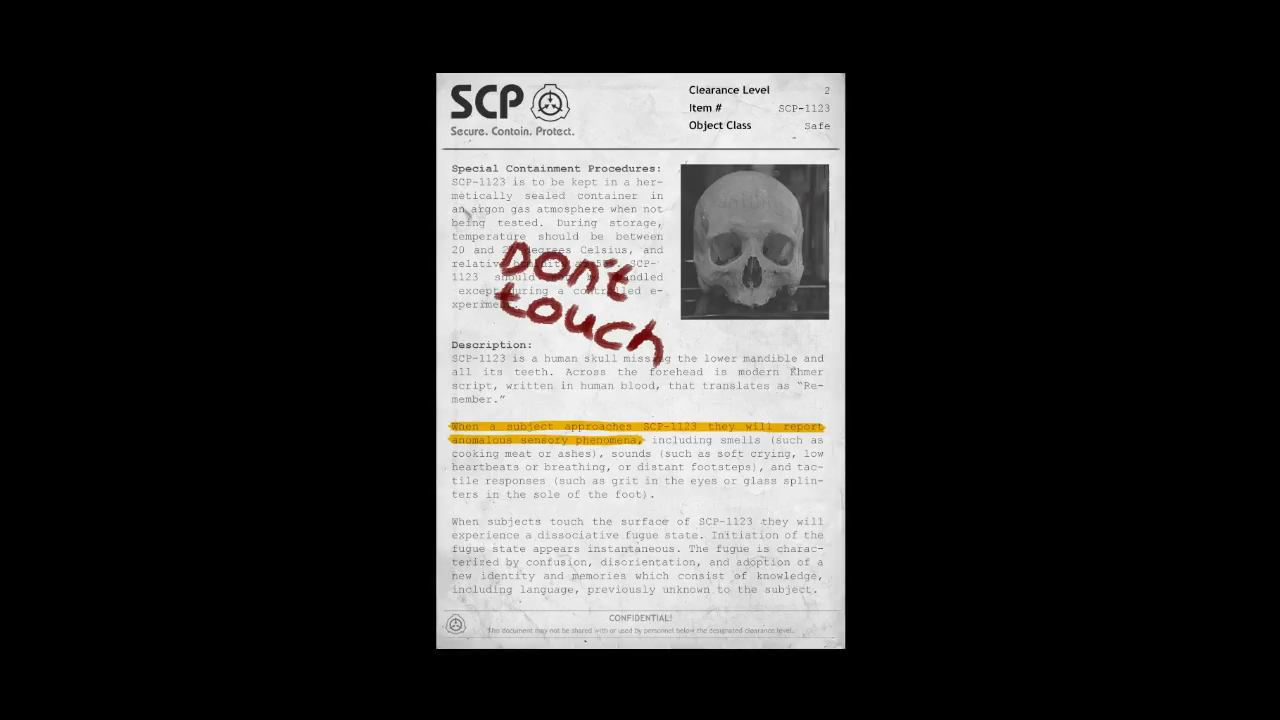 SCP
Secure. Contain. Protect.
Clearance Level 2
Item # SCP-1123
Object Class Safe
Special Containment Procedures:
SCP-1123 is to be kept in a her-
metically sealed container in
an argon gas atmosphere when not
being tested. During storage,
temperature should be between
20 and degrees Celsius, and
relative SCP-
1123 should
except during a controlled e-
Don't
touch
Description:
SCP-1123 is a human skull missing the lower mandible and
all its teeth. Across the forehead is modern Khmer
script, written in human blood, that translates as “Re-
member.”
When a subject approaches SCP-1123 they will report
anomalous sensory phenomena, including smells (such as
cooking meat or ashes), sounds (such as soft crying, low
heartbeats or breathing, or distant footsteps), and tac-
tile responses (such as grit in the eyes or glass splin-
ters in the sole of the foot).
When subjects touch the surface of SCP-1123 they will
experience a dissociative fugue state. Initiation of the
fugue state appears instantaneous. The fugue is charac-
terized by confusion, disorientation, and adoption of a
new identity and memories which consist of knowledge,
including language, previously unknown to the subject.
CONFIDENTIAL!
This document may not be shared with or used by personnel below the designated clearance level.